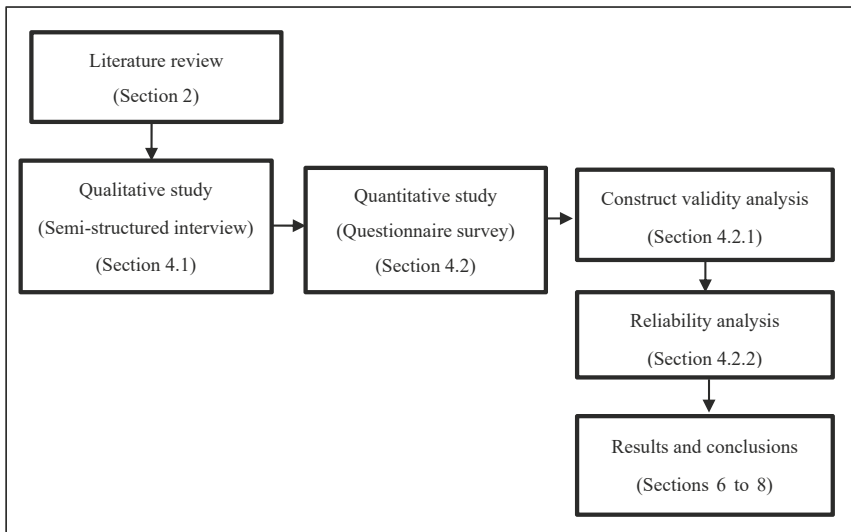 Literature review
(Section 2)
Qualitative study
(Semi-structured interview)
(Section 4.1)
Quantitative study
(Questionnaire survey)
(Section 4.2)
Construct validity analysis
(Section 4.2.1)
Reliability analysis
(Section 4.2.2)
Results and conclusions
(Sections 6 to 8)